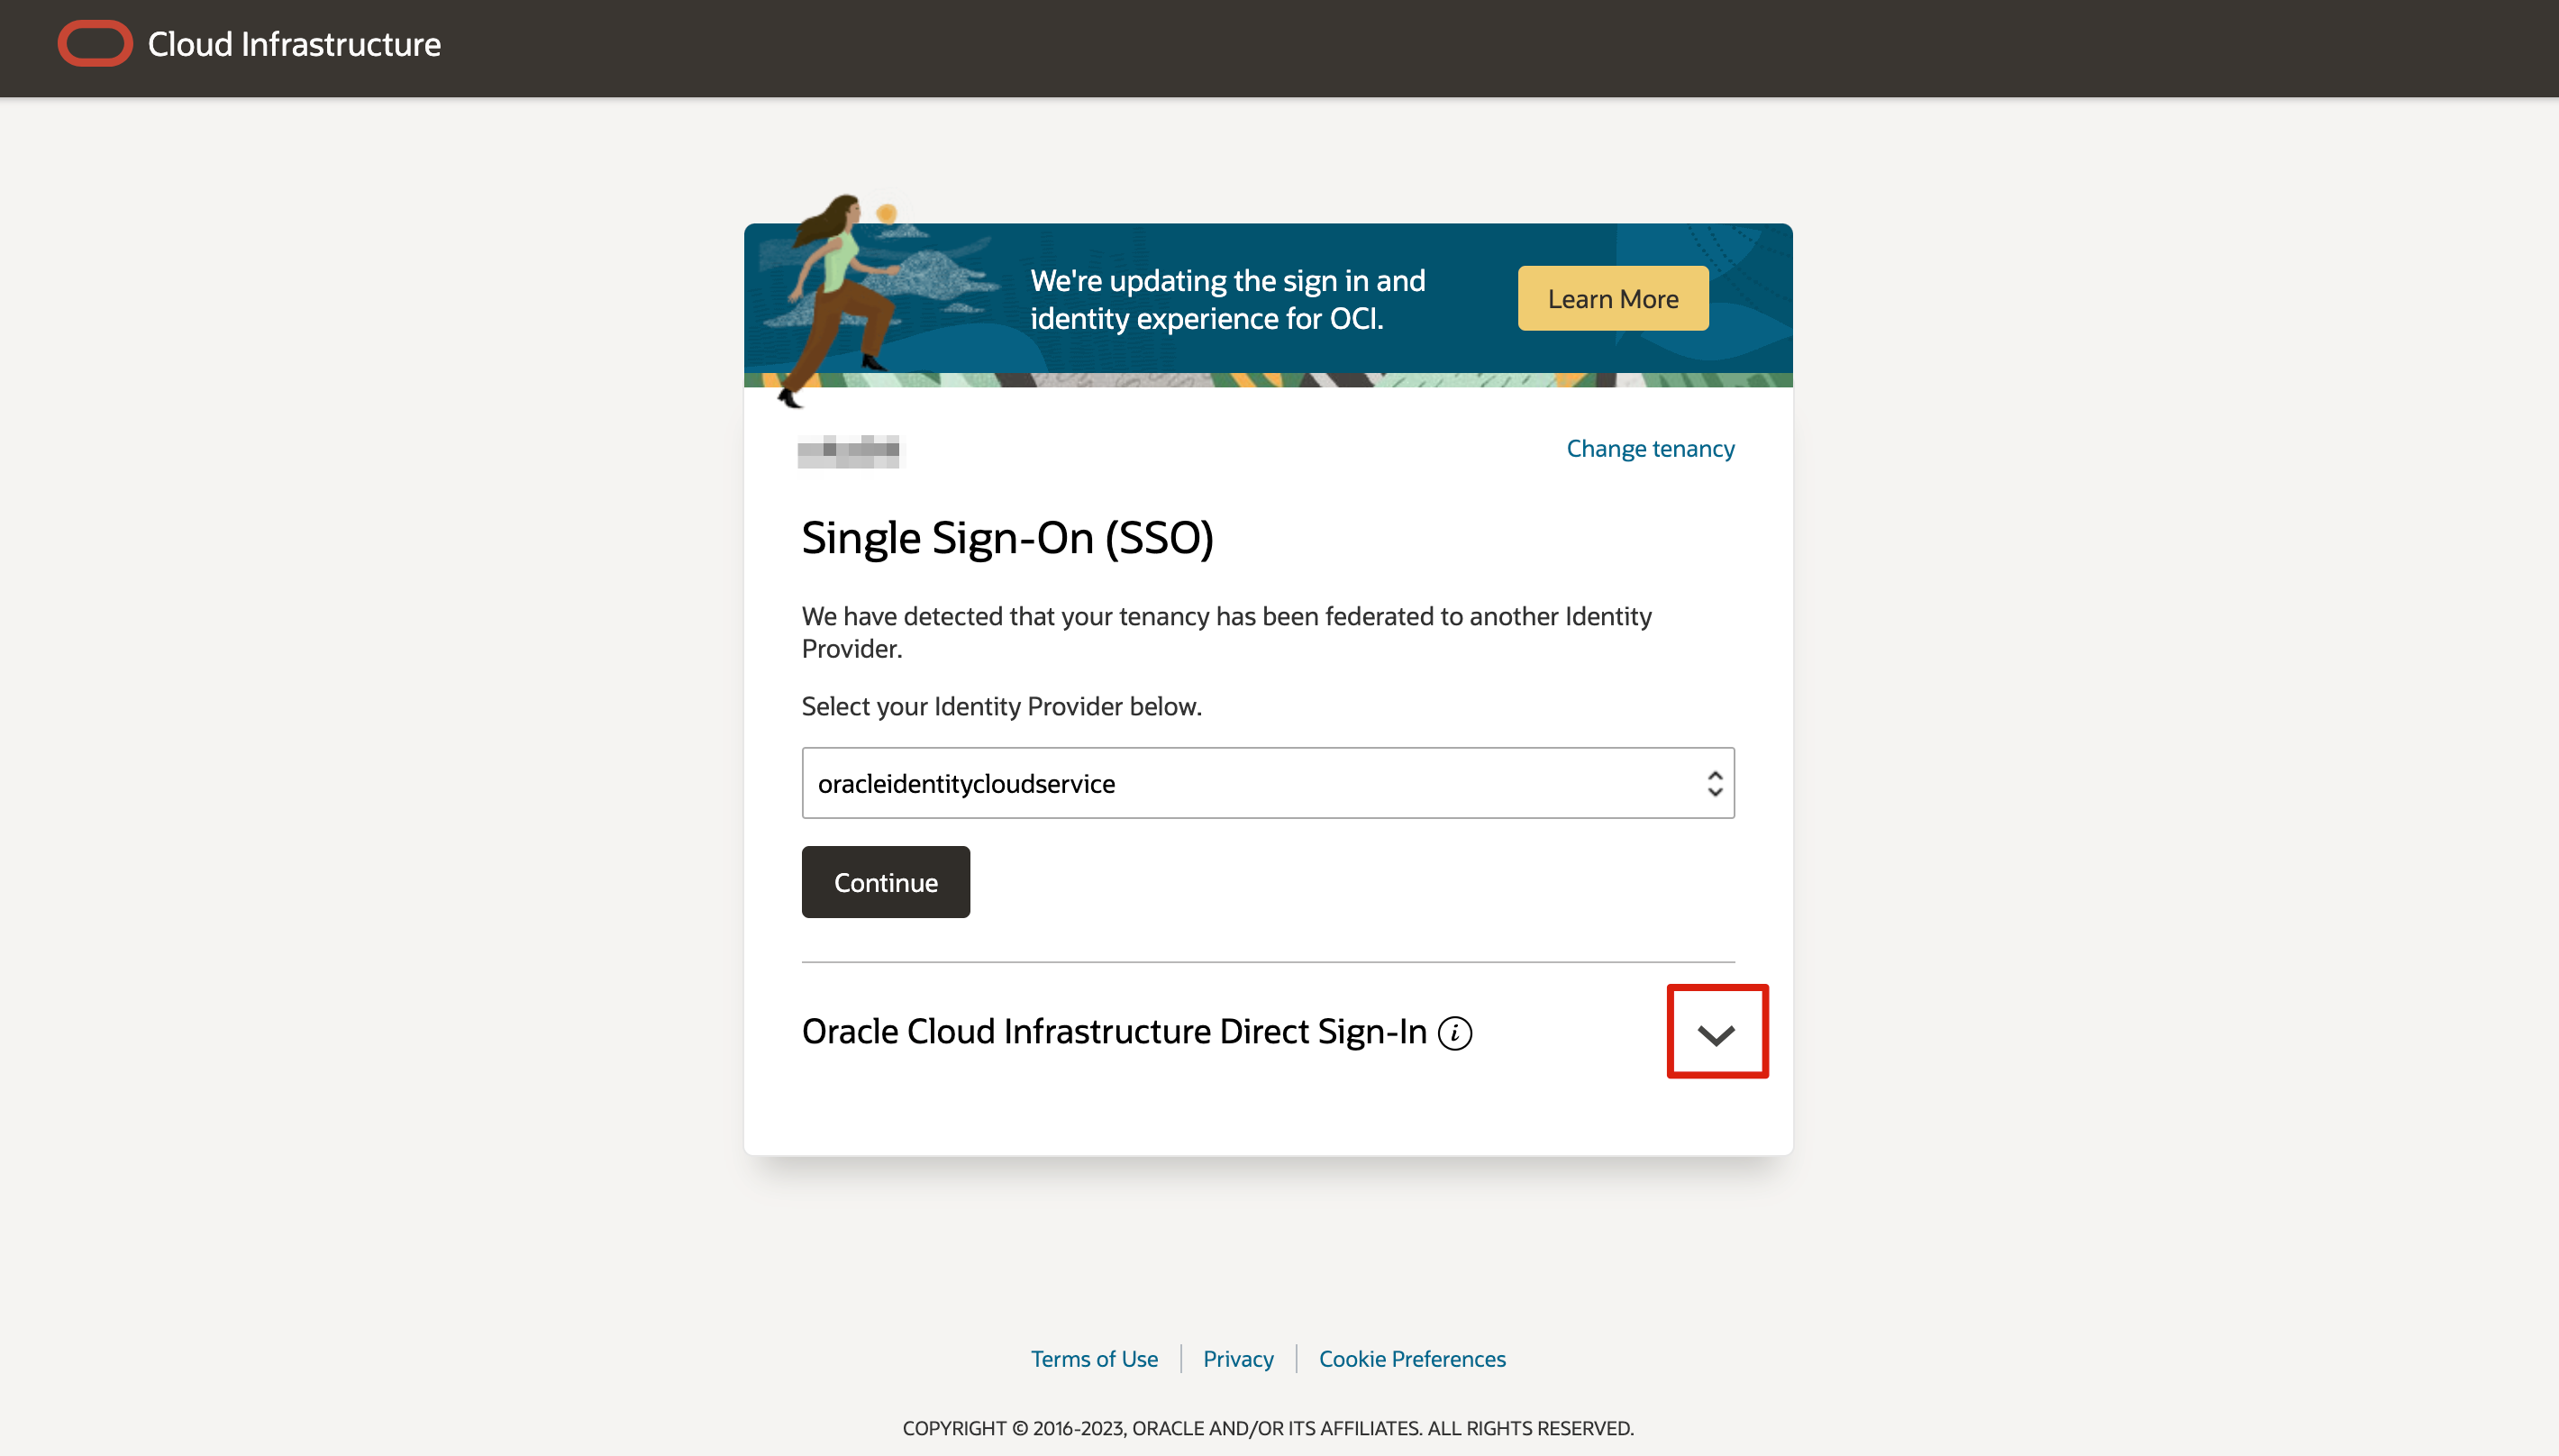 Cloud Infrastructure
We're updating the sign in and
identity experience for OCI.
Learn More
Change tenancy
Single Sign-On (SSO)
We have detected that your tenancy has been federated to another Identity
Provider.
Select your Identity Provider below.
oracleidentitycloudservice
Continue
Oracle Cloud Infrastructure Direct Sign-In i
Terms of Use
Privacy
Cookie Preferences
COPYRIGHT © 2016-2023, ORACLE AND/OR ITS AFFILIATES. ALL RIGHTS RESERVED.